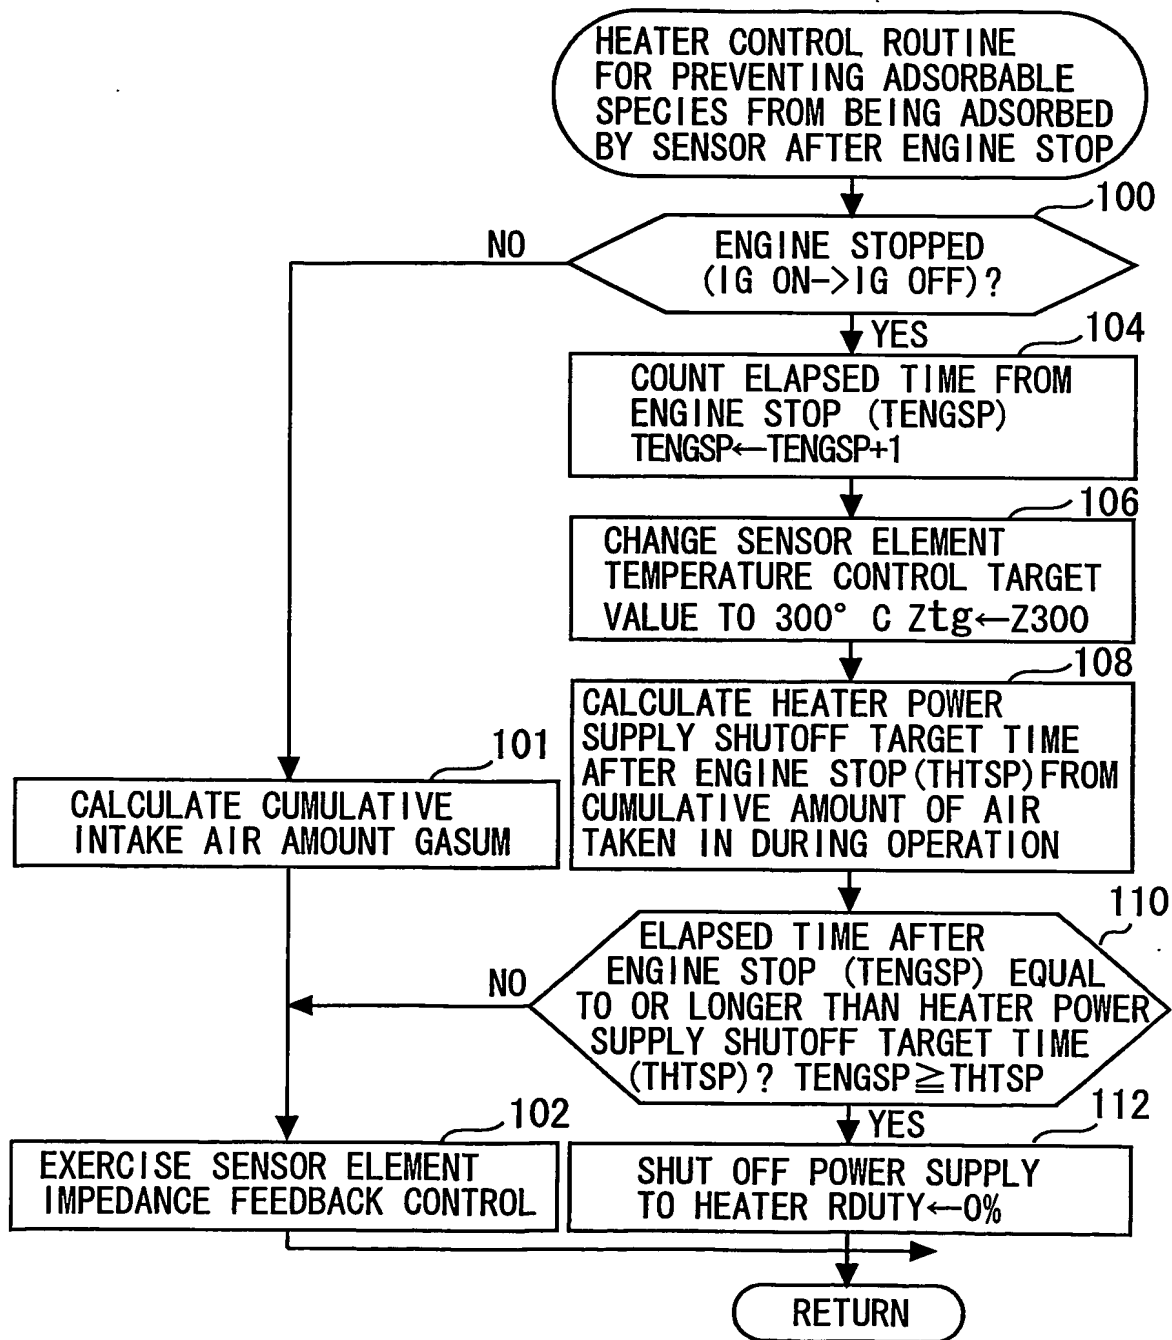 HEATER CONTROL ROUTINE
FOR PREVENTING ADSORBABLE
SPECIES FROM BEING ADSORBED
BY SENSOR AFTER ENGINE STOP
100
NO
ENGINE STOPPED
(IG ON->IG OFF)?
YES
104
COUNT ELAPSED TIME FROM
ENGINE STOP (TENGSP)
TENGSP←TENGSP+1
106
CHANGE SENSOR ELEMENT
TEMPERATURE CONTROL TARGET
VALUE TO 300° C Ztg←Z300
108
CALCULATE HEATER POWER
SUPPLY SHUTOFF TARGET TIME
AFTER ENGINE STOP(THTSP)FROM
CUMULATIVE AMOUNT OF AIR
TAKEN IN DURING OPERATION
101
CALCULATE CUMULATIVE
INTAKE AIR AMOUNT GASUM
110
ELAPSED TIME AFTER
ENGINE STOP (TENGSP) EQUAL
TO OR LONGER THAN HEATER POWER
SUPPLY SHUTOFF TARGET TIME
(THTSP)? TENGSP≧THTSP
NO
YES
102
EXERCISE SENSOR ELEMENT
IMPEDANCE FEEDBACK CONTROL
112
SHUT OFF POWER SUPPLY
TO HEATER RDUTY←0%
RETURN